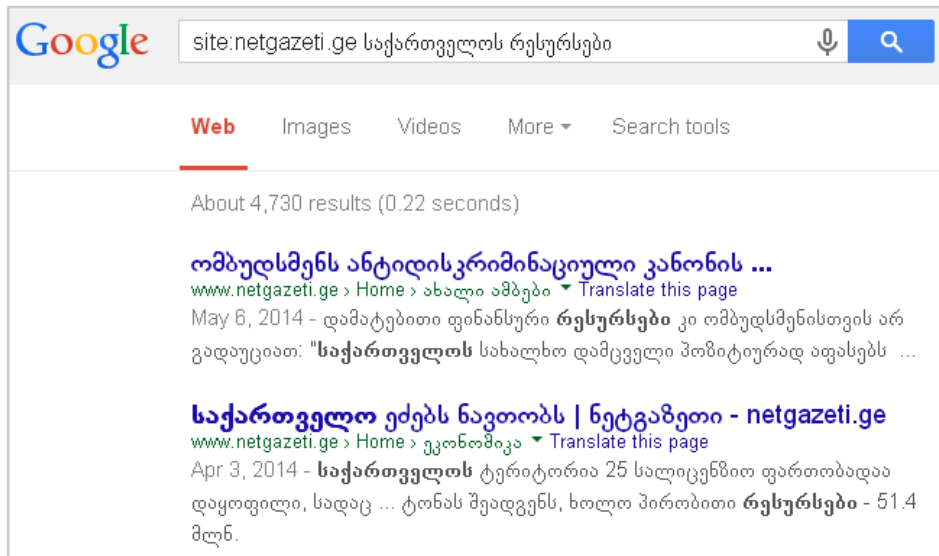 Google site:netgazeti.ge საქართველოს რესურსები
Web Images Videos More Search tools
About 4,730 results (0.22 seconds)
ომბუდსმენს ანტიდისკრიმინაციული კანონის ...
www.netgazeti.ge › Home › ახალი ამბები ▼ Translate this page
May 6, 2014 - დამატებითი ფინანსური რესურსები კი ომბუდსმენისთვის არ
გადაუციათ: "საქართველოს სახალხო დამცველი პოზიტიურად აფასებს ...
საქართველო ეძებს ნავთობს | ნეტგაზეთი - netgazeti.ge
www.netgazeti.ge › Home › ეკონომიკა ▼ Translate this page
Apr 3, 2014 - საქართველოს ტერიტორია 25 სალიცენზიო ფართობადაა
დაყოფილი, სადაც ... ტონას შეადგენს, ხოლო პირობითი რესურსები - 51.4
მლნ.